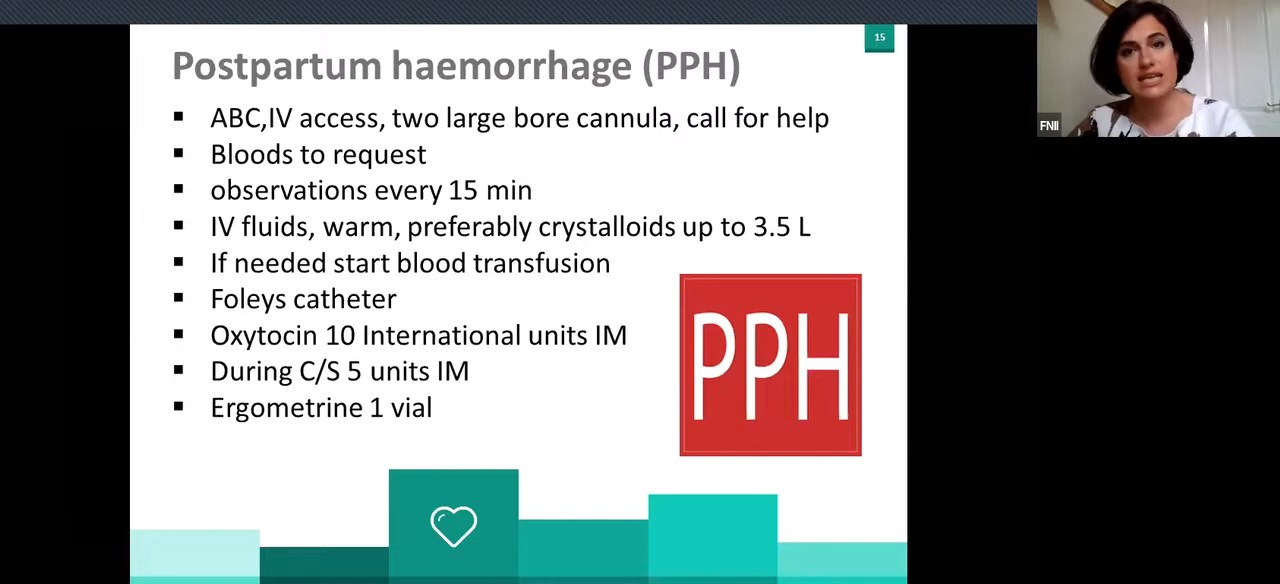 15
Postpartum haemorrhage (PPH)
ABC,IV access, two large bore cannula, call for help
Bloods to request
observations every 15 min
IV fluids, warm, preferably crystalloids up to 3.5 L
If needed start blood transfusion
Foleys catheter
Oxytocin 10 International units IM
During C/S 5 units IM
Ergometrine 1 vial
PPH
FNII